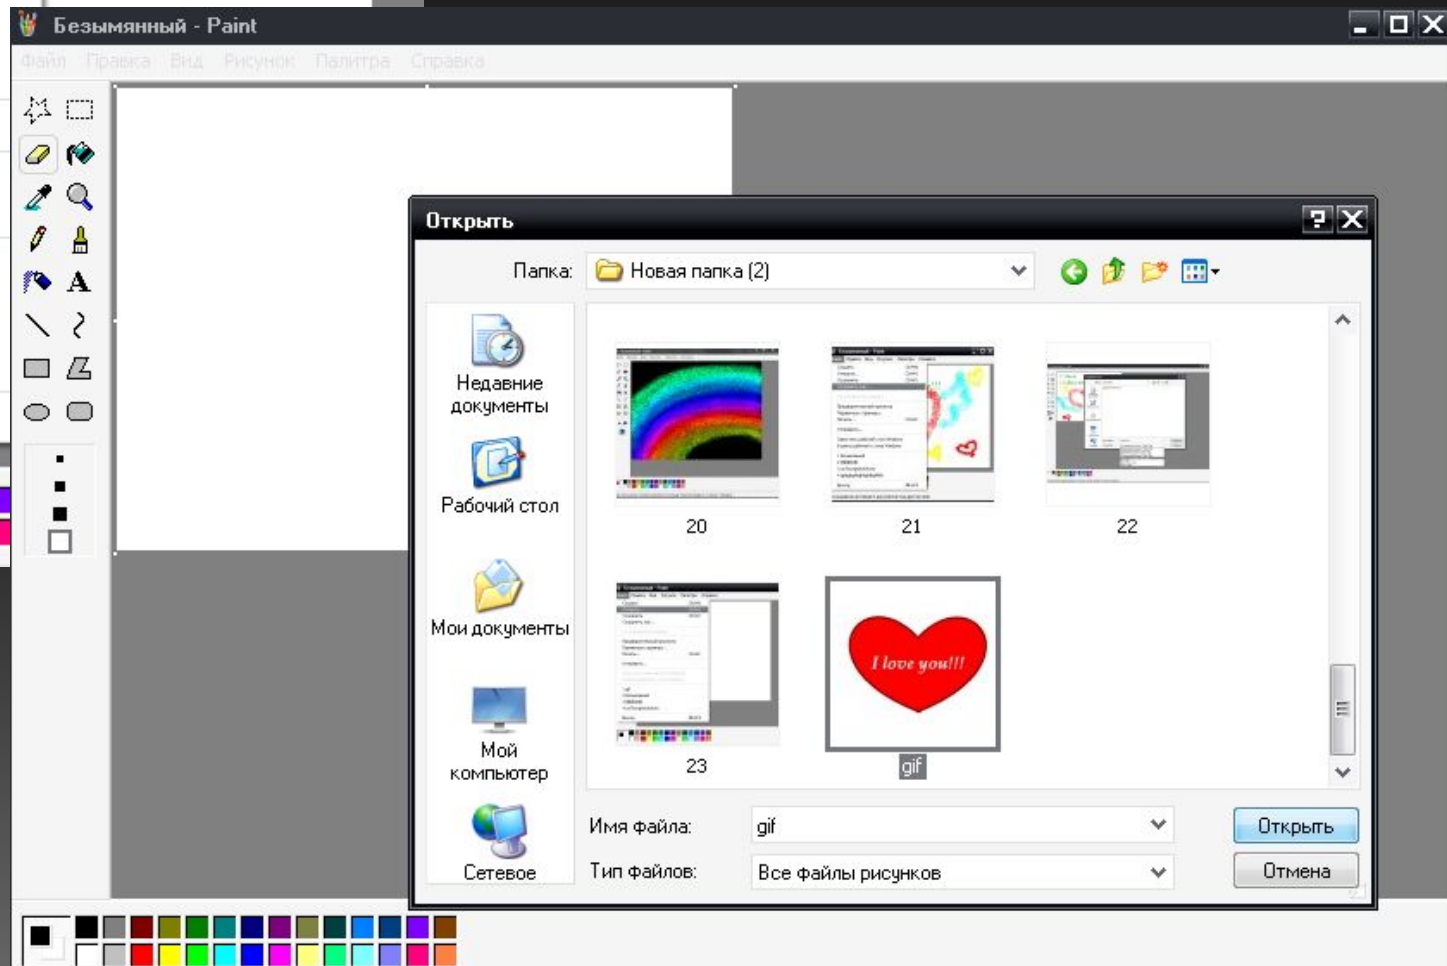 Безымянный - Paint
Файл Правка Вид Рисунок Палитра Справка
Открыть
Папка: Новая папка (2)
Недавние
документы
Рабочий стол
Мои документы
Мой
компьютер
Сетевое
20
21
22
23
I love you!!!
gif
Имя файла: gif
Открыть
Тип файлов: Все файлы рисунков
Отмена